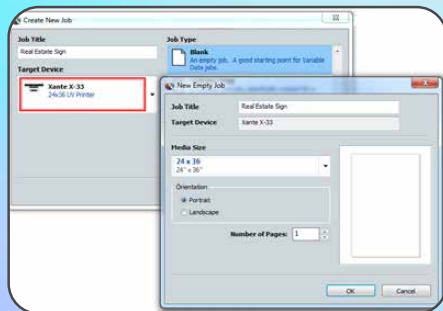 Create New Job
Job Title
Real Estate Sign
Target Device
Xante X-33
24x36 UV Printer
Job Type
Blank
An empty job. A good starting point for Variable
Data jobs.
New Empty Job
Job Title
Real Estate Sign
Target Device
Xante X-33
Media Size
24 x 36
24" x 36"
Orientation
Portrait
Landscape
Number of Pages: 1
OK
Cancel